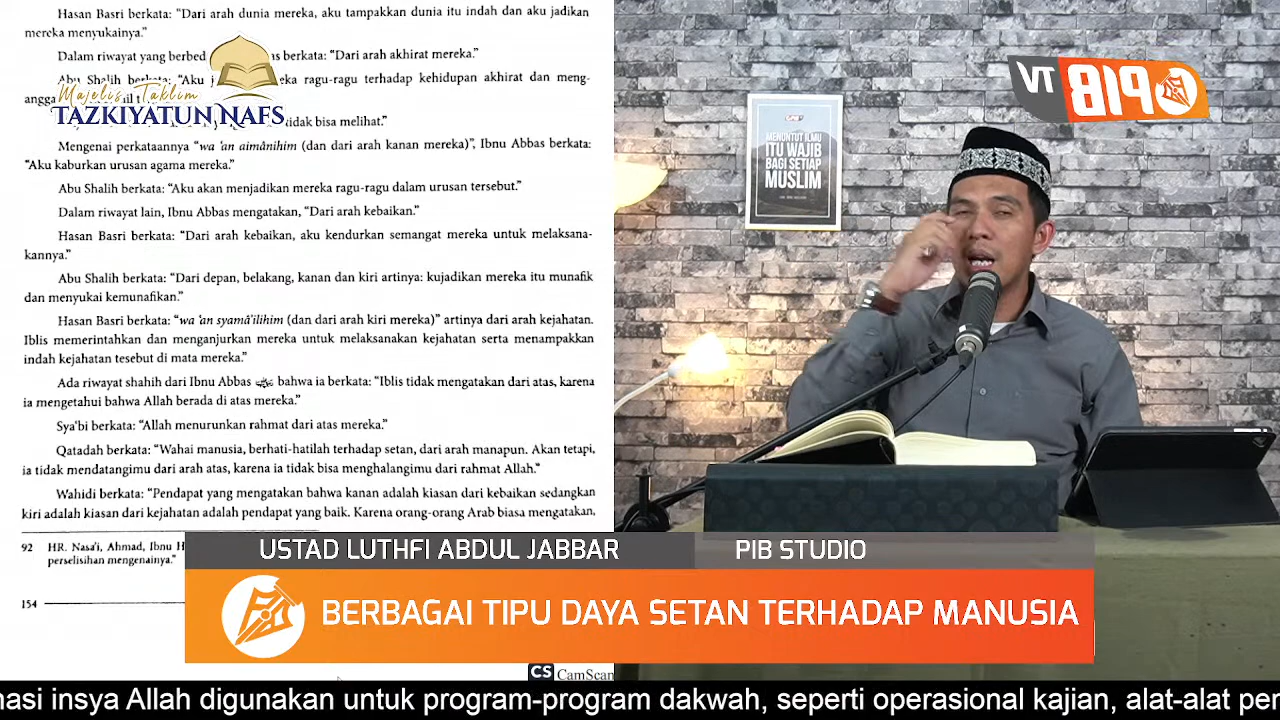 Hasan Basri berkata: “Dari arah dunia mereka, aku tampakkan dunia itu indah dan aku jadikan
mereka menyukainya.”
Dalam riwayat yang berbed as berkata: “Dari arah akhirat mereka.”
Abu Shalih berkata: “Aku j eka ragu-ragu terhadap kehidupan akhirat dan meng-
angga
Majelis Taklim
TAZKIYATUN NAFS
tidak bisa melihat.”
Mengenai perkataannya “wa ‘an aimânihim (dan dari arah kanan mereka)”, Ibnu Abbas berkata:
“Aku kaburkan urusan agama mereka.”
Abu Shalih berkata: “Aku akan menjadikan mereka ragu-ragu dalam urusan tersebut.”
Dalam riwayat lain, Ibnu Abbas mengatakan, “Dari arah kebaikan.”
Hasan Basri berkata: “Dari arah kebaikan, aku kendurkan semangat mereka untuk melaksana-
kannya.”
Abu Shalih berkata: “Dari depan, belakang, kanan dan kiri artinya: kujadikan mereka itu munafik
dan menyukai kemunafikan.”
Hasan Basri berkata: “wa ‘an syamâ’ilihim (dan dari arah kiri mereka)” artinya dari arah kejahatan.
Iblis memerintahkan dan menganjurkan mereka untuk melaksanakan kejahatan serta menampakkan
indah kejahatan tesebut di mata mereka.”
Ada riwayat shahih dari Ibnu Abbas bahwa ia berkata: “Iblis tidak mengatakan dari atas, karena
ia mengetahui bahwa Allah berada di atas mereka.”
Sya’bi berkata: “Allah menurunkan rahmat dari atas mereka.”
Qatadah berkata: “Wahai manusia, berhati-hatilah terhadap setan, dari arah manapun. Akan tetapi,
ia tidak mendatangimu dari arah atas, karena ia tidak bisa menghalangimu dari rahmat Allah.”
Wahidi berkata: “Pendapat yang mengatakan bahwa kanan adalah kiasan dari kebaikan sedangkan
kiri adalah kiasan dari kejahatan adalah pendapat yang baik. Karena orang-orang Arab biasa mengatakan,
92 HR. Nasa’i, Ahmad, Ibnu H
perselisihan mengenainya.”
154
CS CamScan
PIB TV
MENUNTUT ILMU
ITU WAJIB
BAGI SETIAP
MUSLIM
USTAD LUTHFI ABDUL JABBAR
PIB STUDIO
BERBAGAI TIPU DAYA SETAN TERHADAP MANUSIA
nasi insya Allah digunakan untuk program-program dakwah, seperti operasional kajian, alat-alat per